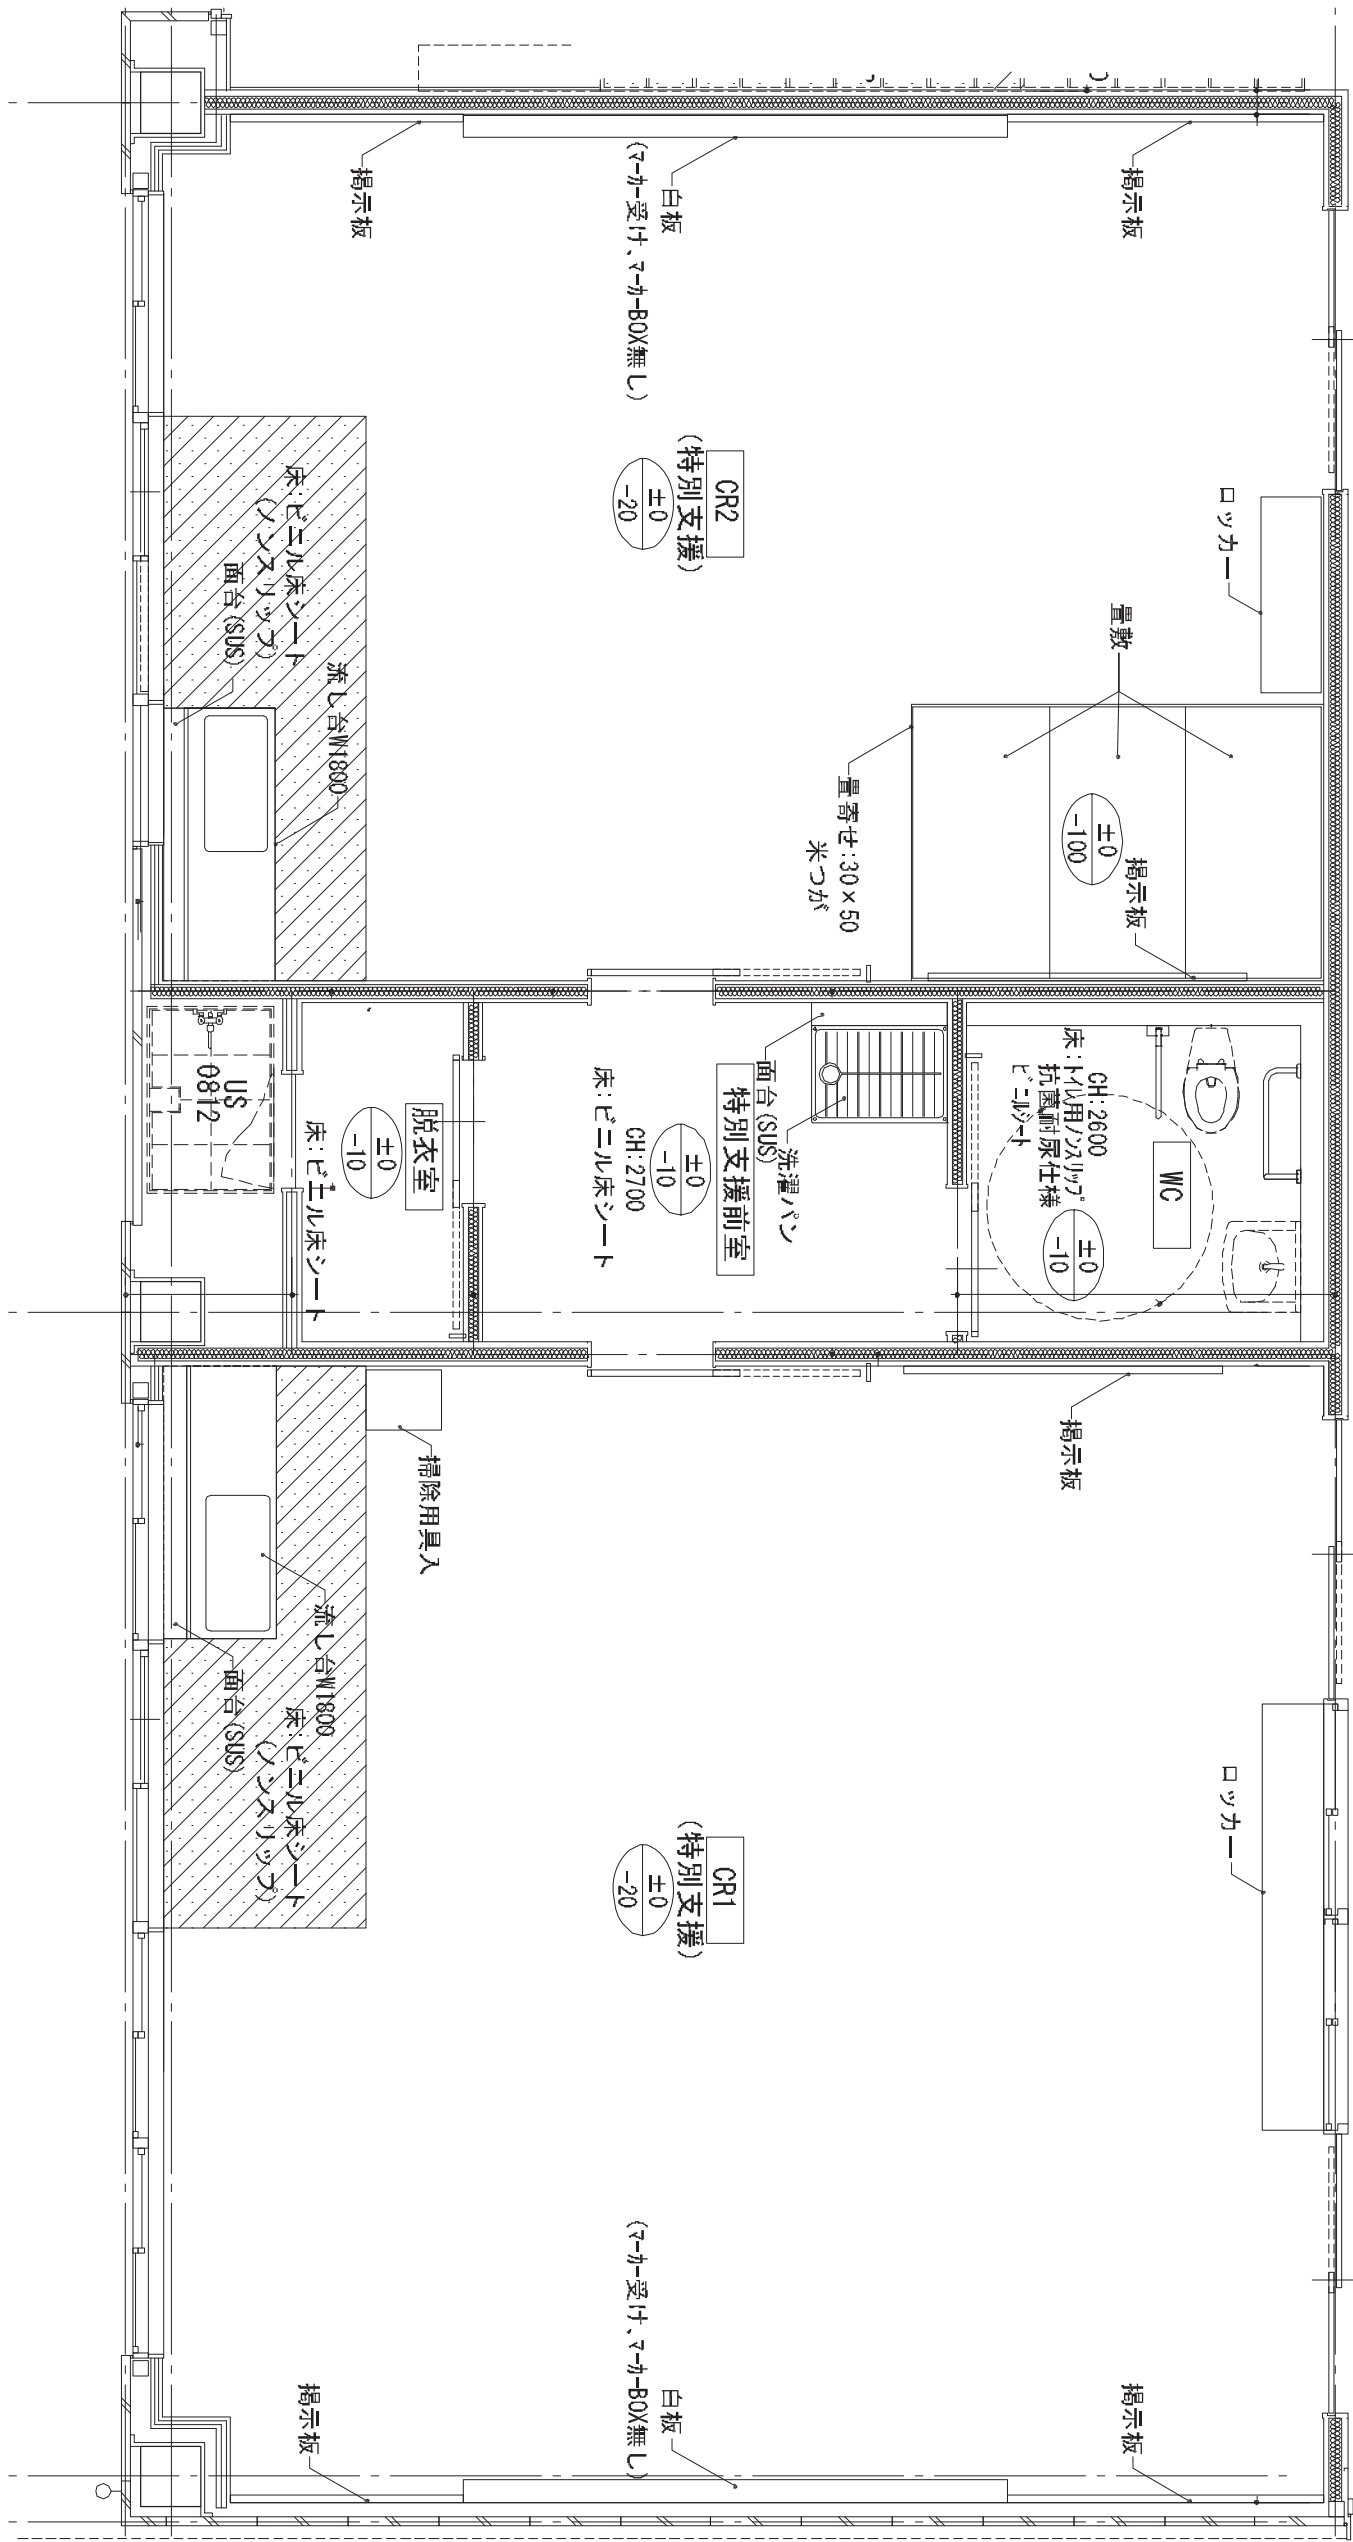 掲示板
白板
(ﾏｰｶｰ受け､ﾏｰｶｰBOX無し)
掲示板
CR2
(特別支援)
±0
-20
ロッカー
畳敷
床:ビニル床シート
(ノンスリップ)
面台(SUS)
流し台W1800
畳寄せ:30×50
米つが
±0
-100
掲示板
US
0812
脱衣室
±0
-10
床:ビニル床シート
特別支援前室
±0
-10
CH:2700
床:ビニル床シート
面台(SUS)
洗濯パン
WC
CH:2600
床:ﾄｲﾚ用ﾉﾝｽﾘｯﾌﾟ
抗菌耐尿仕様
ﾋﾞﾆﾙｼｰﾄ
±0
-10
掲示板
掃除用具入
流し台W1800
面台(SUS)
床:ビニル床シート
(ノンスリップ)
CR1
(特別支援)
±0
-20
ロッカー
掲示板
白板
(ﾏｰｶｰ受け､ﾏｰｶｰBOX無し)
掲示板